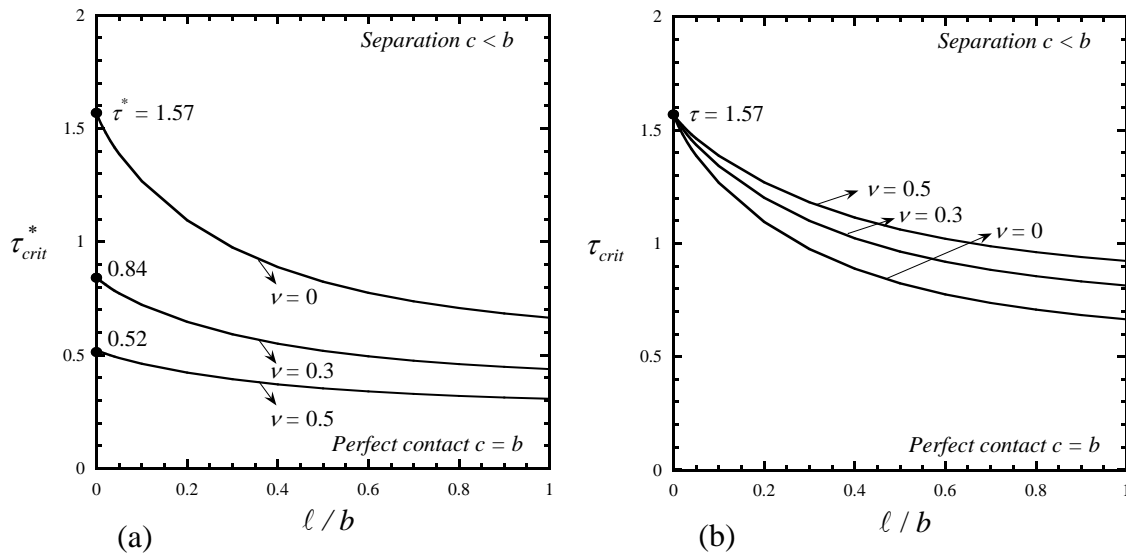 2
Separation c < b
τ* = 1.57
1.5
τ*crit
1
0.84
ν = 0
0.52
0.5
ν = 0.3
ν = 0.5
Perfect contact c = b
0
0 0.2 0.4 0.6 0.8 1
(a)
ℓ / b
2
Separation c < b
τ = 1.57
1.5
ν = 0.5
ν = 0.3
ν = 0
τcrit
1
0.5
Perfect contact c = b
0
0 0.2 0.4 0.6 0.8 1
(b)
ℓ / b